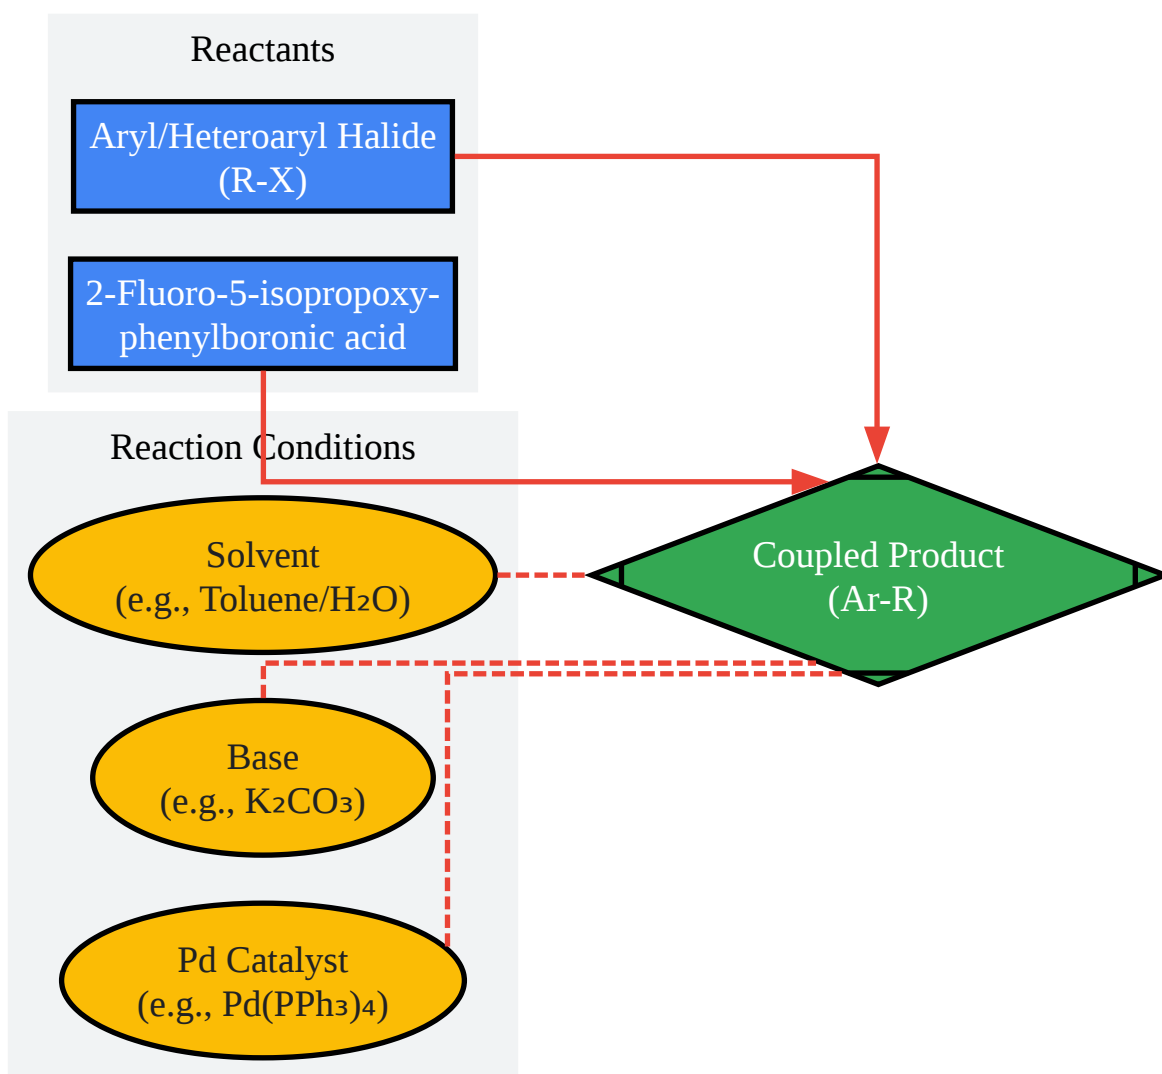 Reactants
Aryl/Heteroaryl Halide
(R-X)
2-Fluoro-5-isopropoxy-
phenylboronic acid
Reaction Conditions
Solvent
(e.g., Toluene/H₂O)
Coupled Product
(Ar-R)
Base
(e.g., K₂CO₃)
Pd Catalyst
(e.g., Pd(PPh₃)₄)